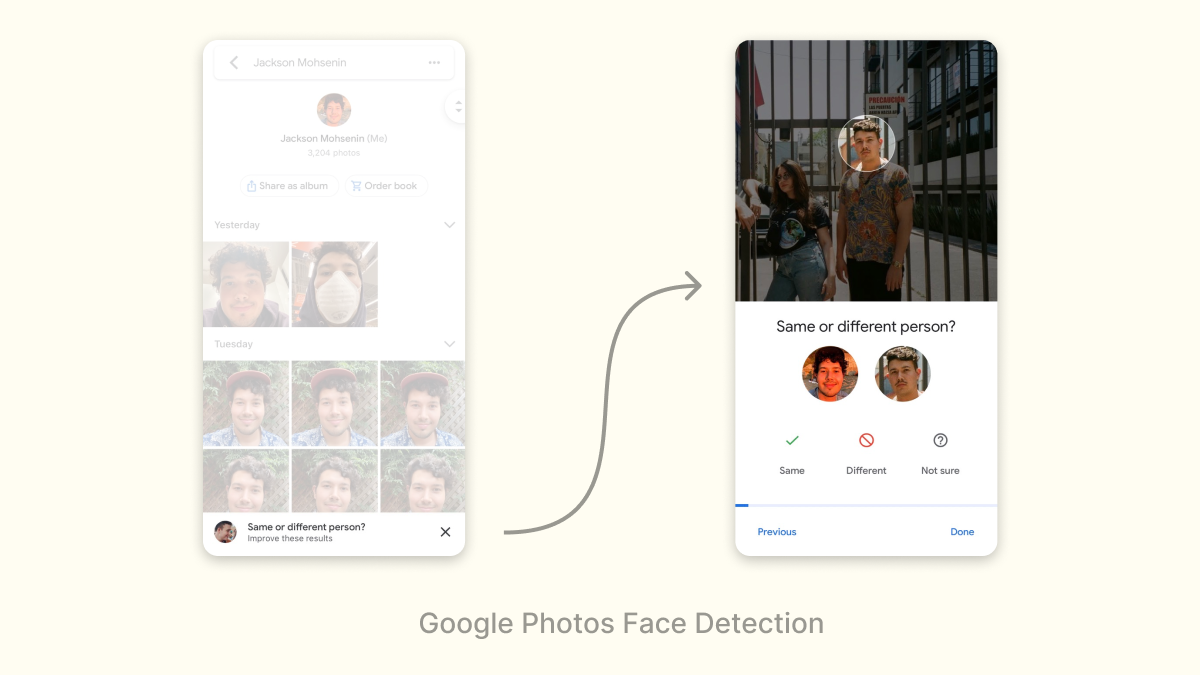 Jackson Mohsenin
Jackson Mohsenin (Me)
3,204 photos
Share as album
Order book
Yesterday
Tuesday
Same or different person?
Improve these results
PRECAUCIÓN
Same or different person?
Same
Different
Not sure
Previous
Done
Google Photos Face Detection